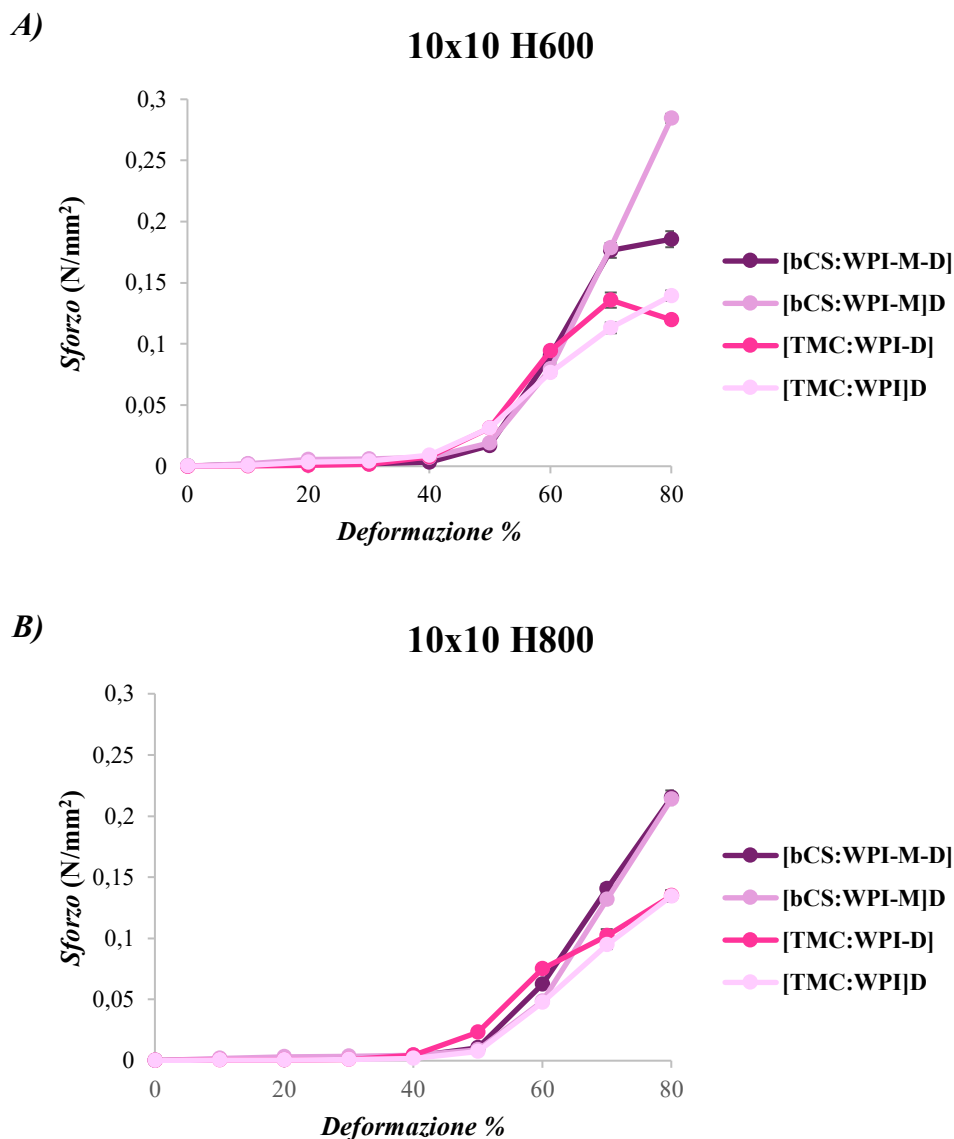 A)
10x10 H600
0,3
0,25
0,2
0,15
0,1
0,05
0
Sforzo (N/mm²)
0 20 40 60 80
Deformazione %
[bCS:WPI-M-D]
[bCS:WPI-M]D
[TMC:WPI-D]
[TMC:WPI]D
B)
10x10 H800
0,3
0,25
0,2
0,15
0,1
0,05
0
Sforzo (N/mm²)
0 20 40 60 80
Deformazione %
[bCS:WPI-M-D]
[bCS:WPI-M]D
[TMC:WPI-D]
[TMC:WPI]D